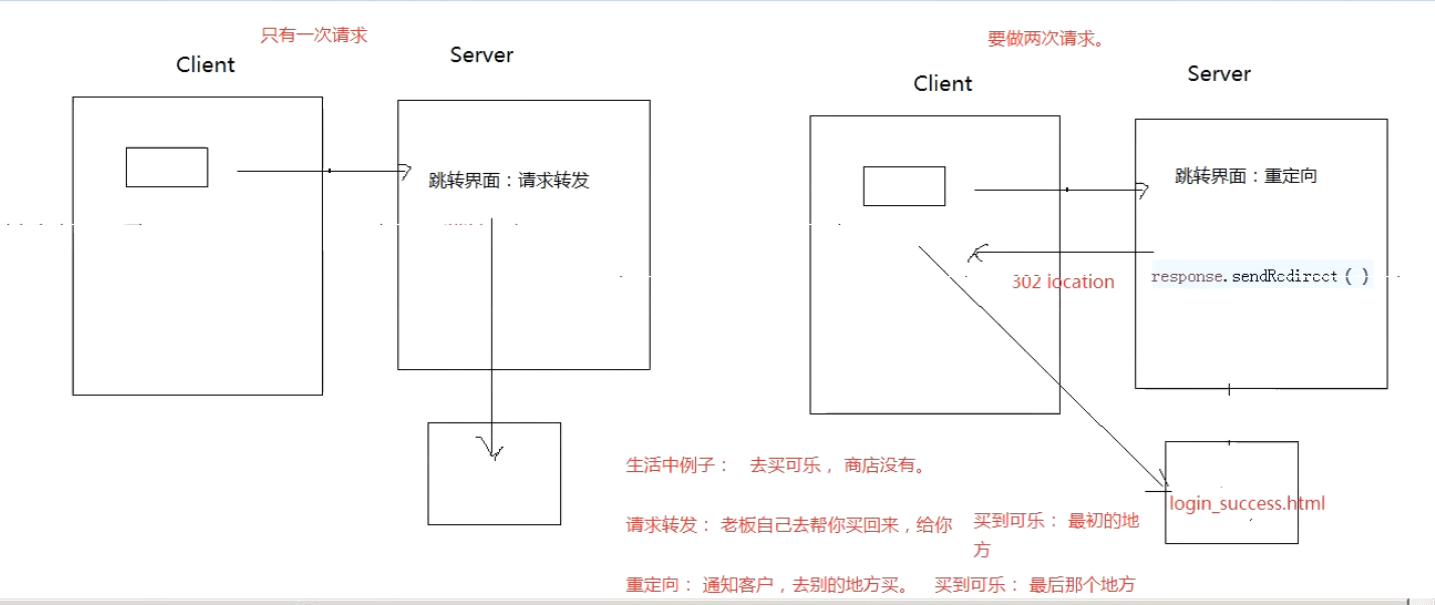 只有一次请求
Client
Server
跳转界面：请求转发
要做两次请求。
Client
Server
跳转界面：重定向
302 location
response.sendRedirect( )
login_success.html
生活中例子： 去买可乐， 商店没有。
请求转发： 老板自己去帮你买回来，给你
买到可乐： 最初的地
方
重定向： 通知客户，去别的地方买。 买到可乐： 最后那个地方